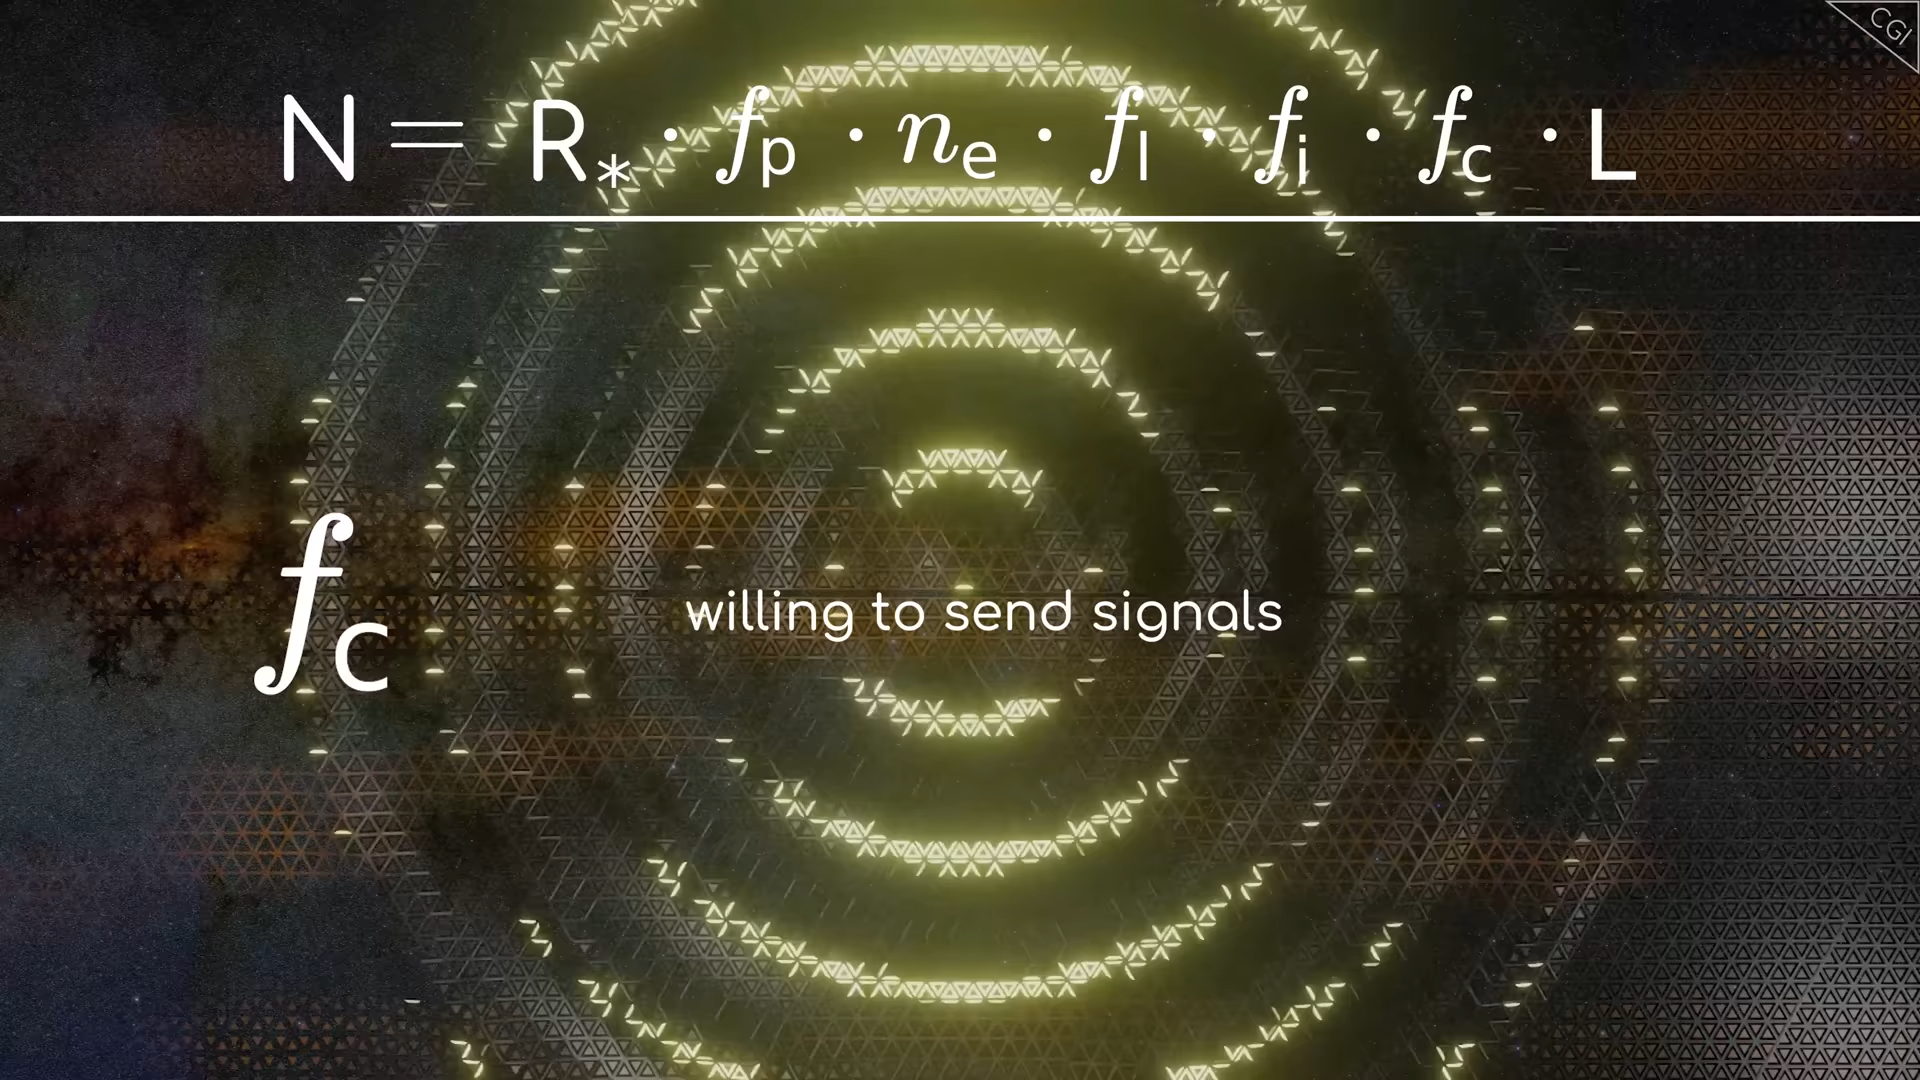 CGI
N = R* · fp · ne · fl · fi · fc · L
fc
willing to send signals